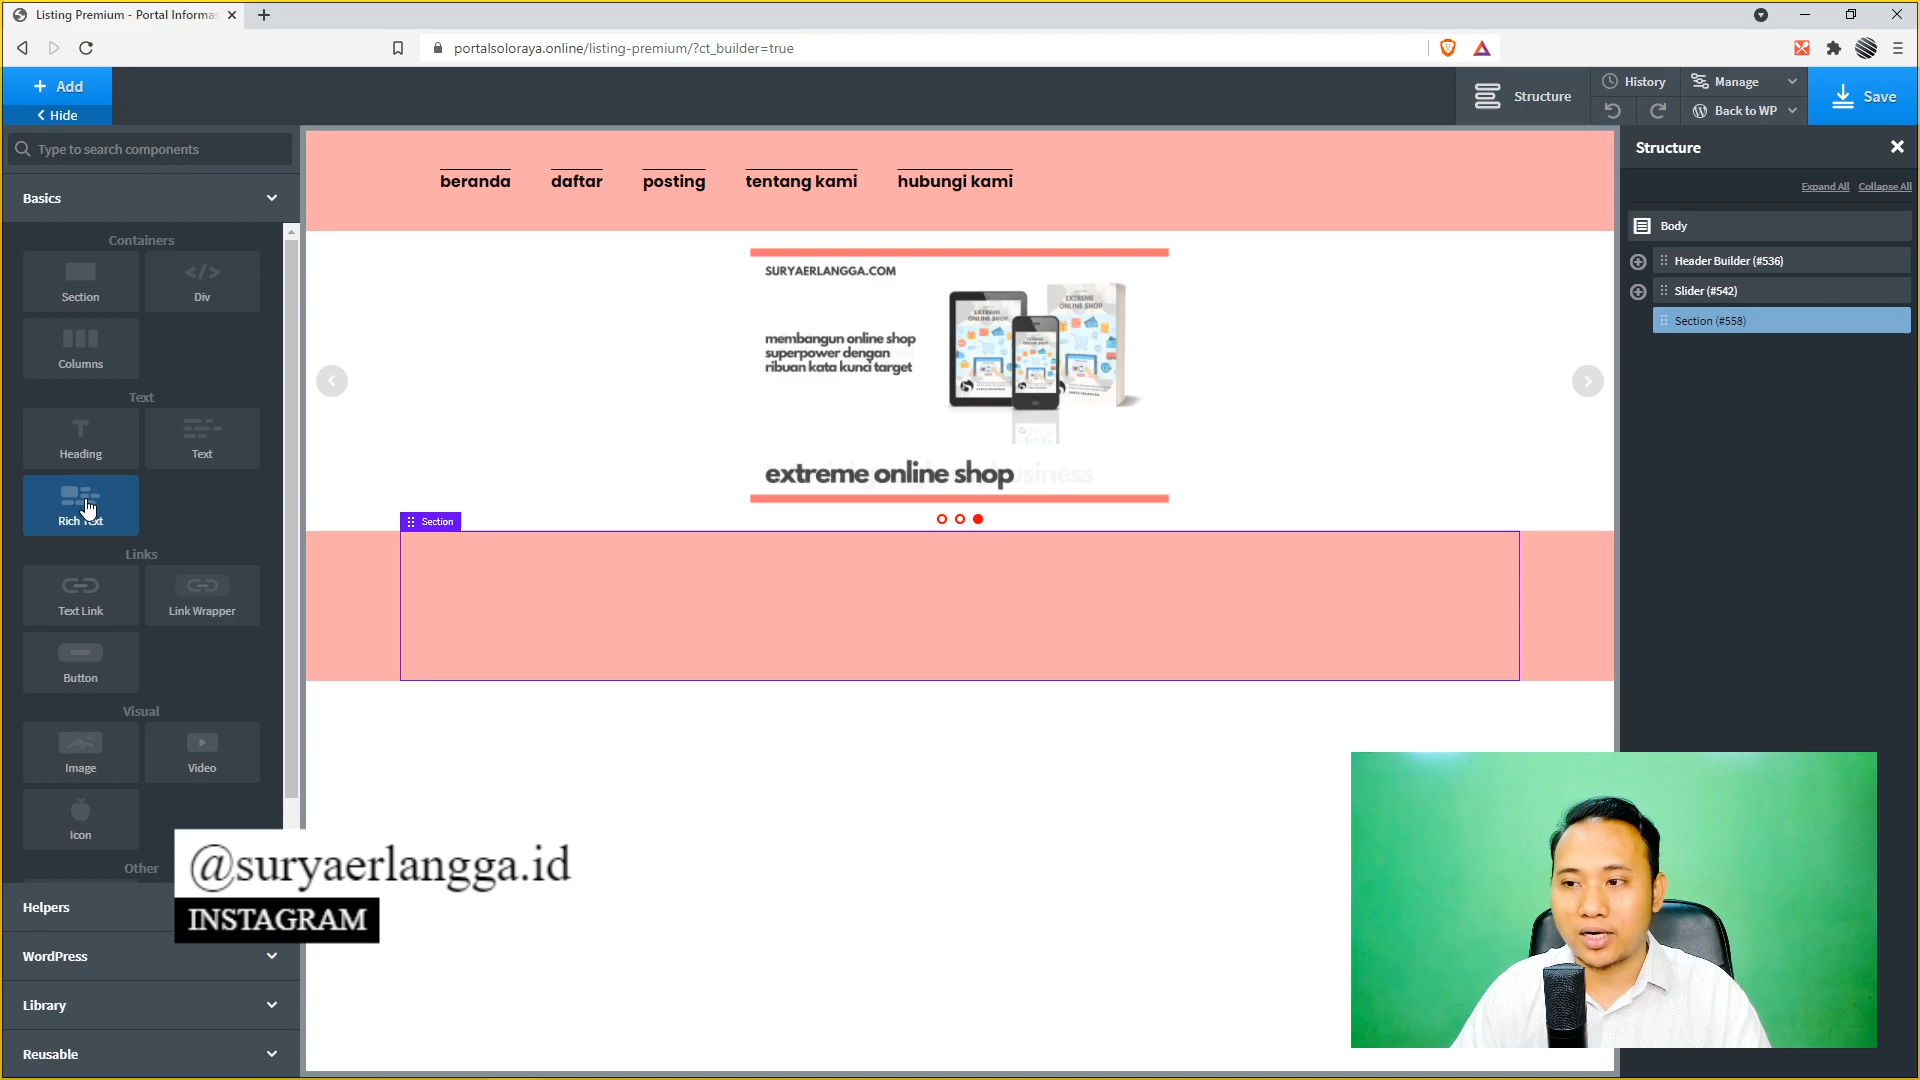 Listing Premium - Portal Informas
portalsoloraya.online/listing-premium/?ct_builder=true
+ Add
Hide
Structure
History
Manage
Back to WP
Save
Type to search components
Basics
Containers
Section
Div
Columns
Text
Heading
Text
Rich Text
Links
Text Link
Link Wrapper
Button
Visual
Image
Video
Icon
Other
Helpers
WordPress
Library
Reusable
beranda
daftar
posting
tentang kami
hubungi kami
SURYAERLANGGA.COM
membangun online shop
superpower dengan
ribuan kata kunci target
EXTREME
ONLINE SHOP
extreme online shop
Section
Structure
Expand All
Collapse All
Body
Header Builder (#536)
Slider (#542)
Section (#558)
@suryaerlangga.id
INSTAGRAM